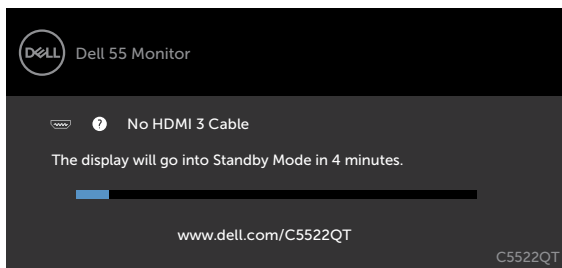 DELL
Dell 55 Monitor
? No HDMI 3 Cable
The display will go into Standby Mode in 4 minutes.
www.dell.com/C5522QT
C5522QT